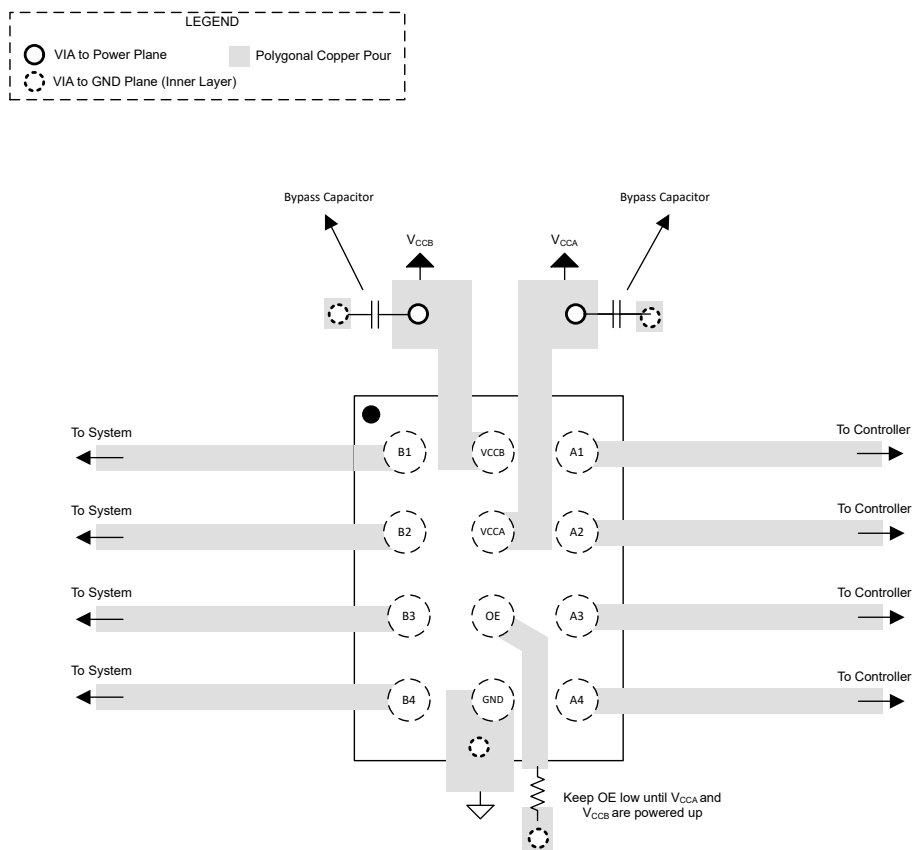 LEGEND
VIA to Power Plane
Polygonal Copper Pour
VIA to GND Plane (Inner Layer)
Bypass Capacitor
Bypass Capacitor
VCCB
VCCA
To System
To Controller
B1
VCCB
A1
To System
To Controller
B2
VCCA
A2
To System
To Controller
B3
OE
A3
To System
To Controller
B4
GND
A4
Keep OE low until VCCA and
VCCB are powered up